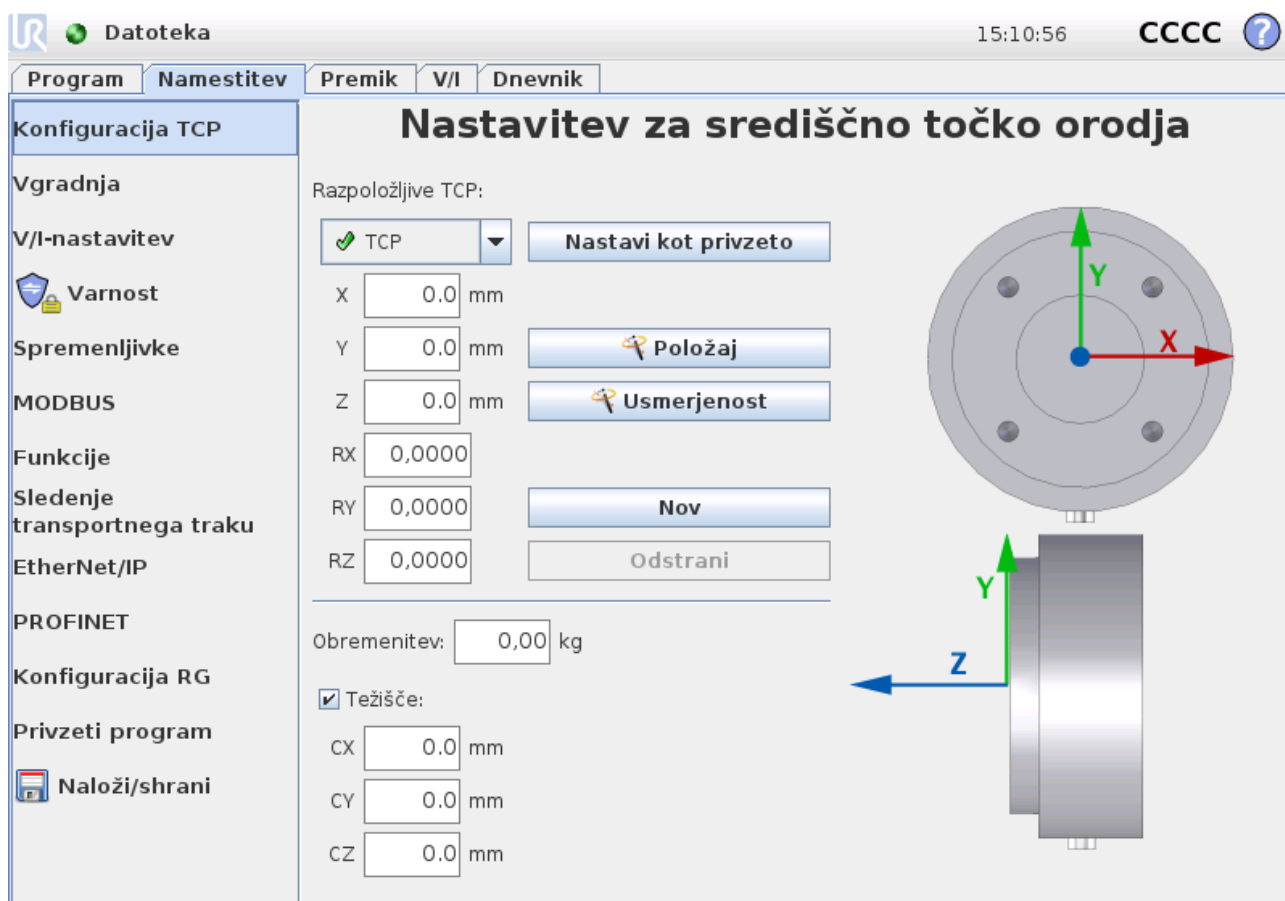 UR Datoteka 15:10:56 CCCC ?
Program Namestitev Premik V/I Dnevnik
Konfiguracija TCP
Vgradnja
V/I-nastavitev
Varnost
Spremenljivke
MODBUS
Funkcije
Sledenje
transportnega traku
EtherNet/IP
PROFINET
Konfiguracija RG
Privzeti program
Naloži/shrani
Nastavitev za središčno točko orodja
Razpoložljive TCP:
TCP Nastavi kot privzeto
X 0.0 mm
Y 0.0 mm Položaj
Z 0.0 mm Usmerjenost
RX 0,0000
RY 0,0000 Nov
RZ 0,0000 Odstrani
Obremenitev: 0,00 kg
Težišče:
CX 0.0 mm
CY 0.0 mm
CZ 0.0 mm
Y
X
Y
Z